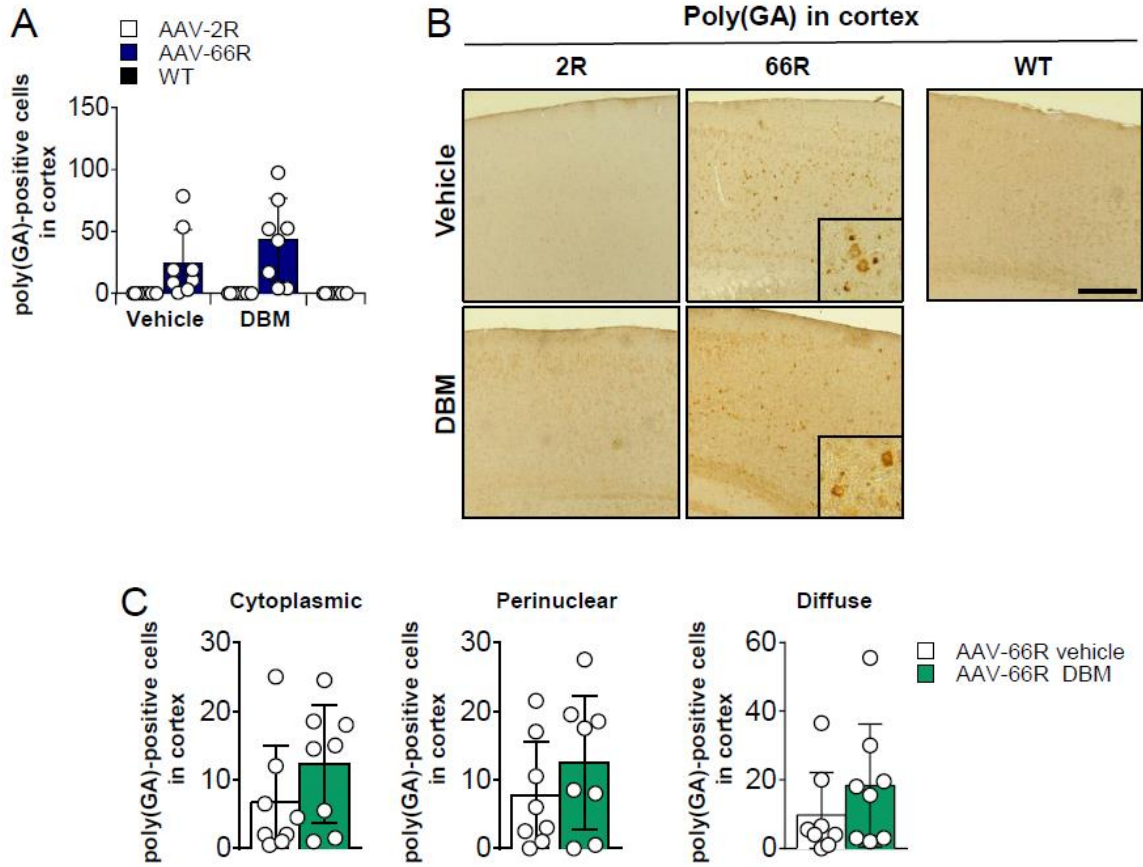 A
AAV-2R
AAV-66R
WT
poly(GA)-positive cells
in cortex
150
100
50
0
Vehicle DBM
B
Poly(GA) in cortex
2R 66R WT
Vehicle
DBM
C
Cytoplasmic Perinuclear Diffuse
poly(GA)-positive cells
in cortex
30
20
10
0
poly(GA)-positive cells
in cortex
30
20
10
0
poly(GA)-positive cells
in cortex
60
40
20
0
AAV-66R vehicle
AAV-66R DBM